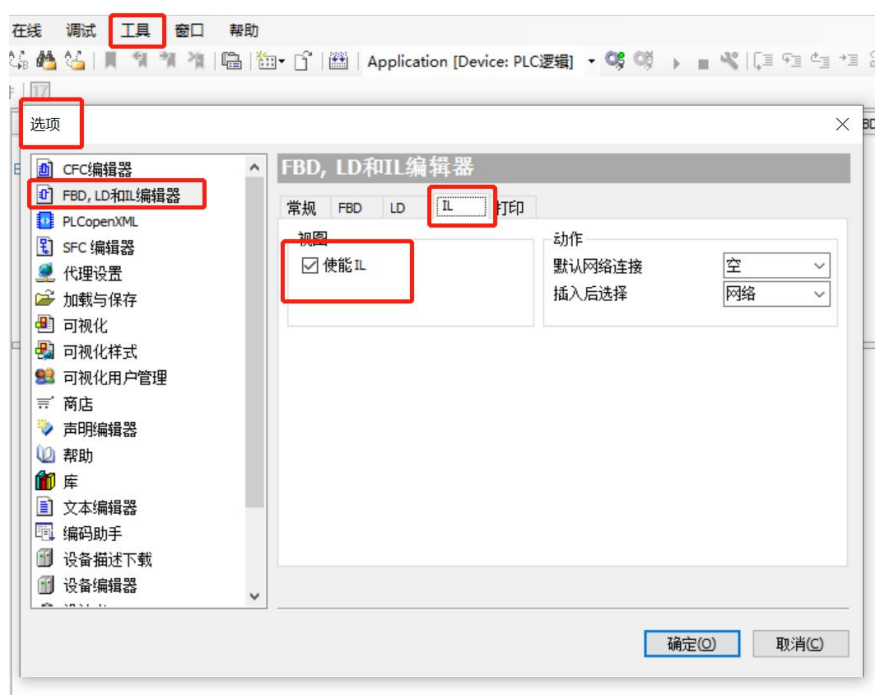 在线 调试 工具 窗口 帮助
Application [Device: PLC逻辑]
选项
CFC编辑器
FBD, LD和IL编辑器
PLCopenXML
SFC 编辑器
代理设置
加载与保存
可视化
可视化样式
可视化用户管理
商店
声明编辑器
帮助
库
文本编辑器
编码助手
设备描述下载
设备编辑器
FBD, LD和IL编辑器
常规 FBD LD IL 打印
视图
使能IL
动作
默认网络连接 空
插入后选择 网络
确定(O) 取消(C)